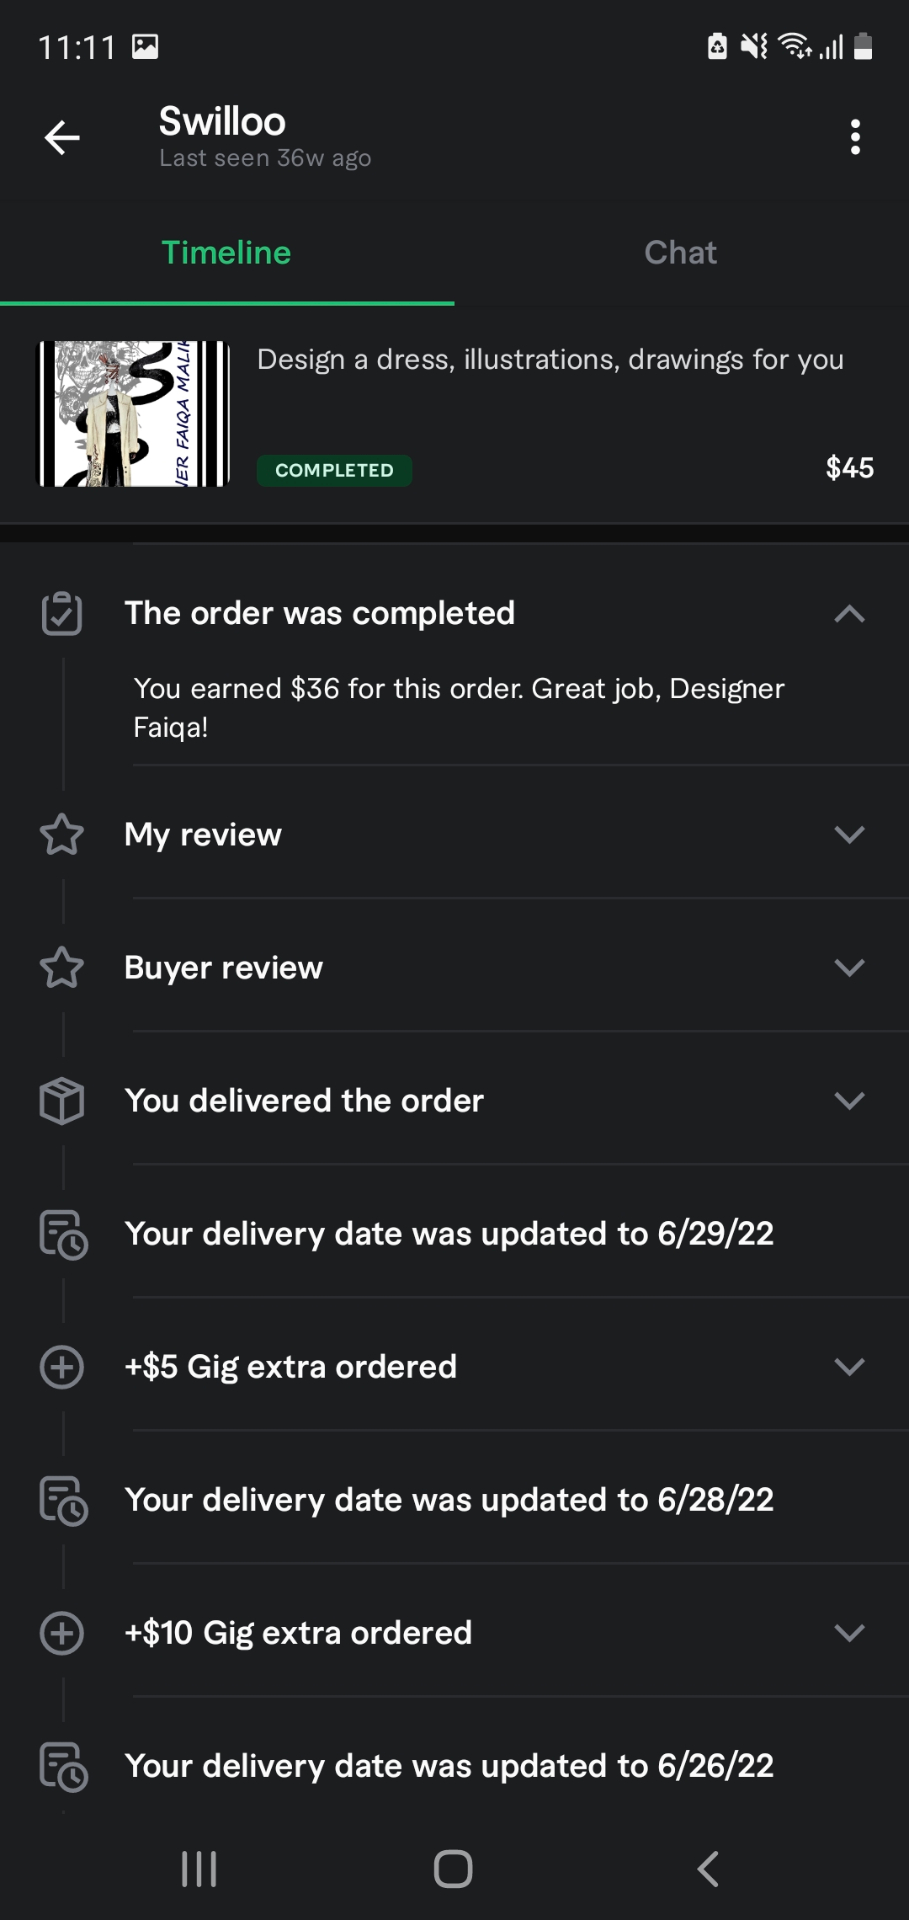 11:11
Swilloo
Last seen 36w ago
Timeline
Chat
NER FAIQA MALIK
Design a dress, illustrations, drawings for you
COMPLETED
$45
The order was completed
You earned $36 for this order. Great job, Designer
Faiqa!
My review
Buyer review
You delivered the order
Your delivery date was updated to 6/29/22
+$5 Gig extra ordered
Your delivery date was updated to 6/28/22
+$10 Gig extra ordered
Your delivery date was updated to 6/26/22